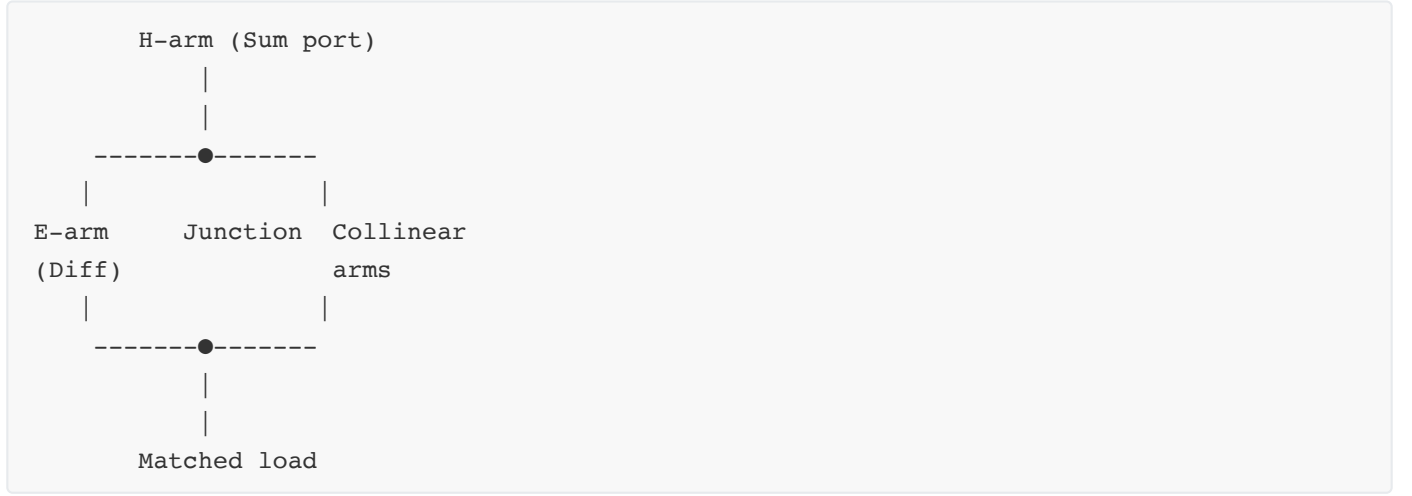 H-arm (Sum port)
E-arm Junction Collinear
(Diff) arms
Matched load